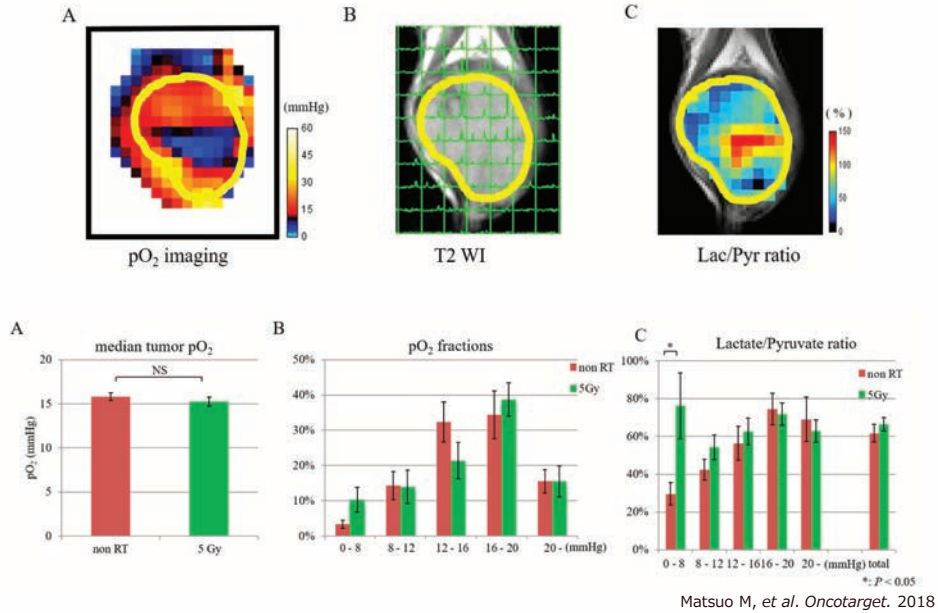 A
B
C
(mmHg)
60
45
30
15
0
(%)
150
100
50
0
pO₂ imaging
T2 WI
Lac/Pyr ratio
A
median tumor pO₂
NS
20
15
10
5
0
pO₂ (mmHg)
non RT
5 Gy
B
pO₂ fractions
non RT
5Gy
50%
40%
30%
20%
10%
0%
0 - 8
8 - 12
12 - 16
16 - 20
20 - (mmHg)
C
Lactate/Pyruvate ratio
*
non RT
5Gy
100%
80%
60%
40%
20%
0%
0 - 8
8 - 12
12 - 16
16 - 20
20 - (mmHg)
total
*: P < 0.05
Matsuo M, et al. Oncotarget. 2018